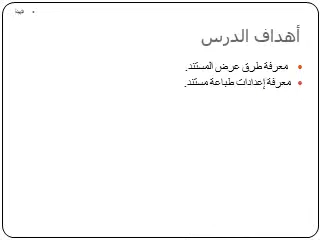 أهداف الدرس
معرفة طرق عرض المستند.
معرفة إعدادات طباعة مستند.